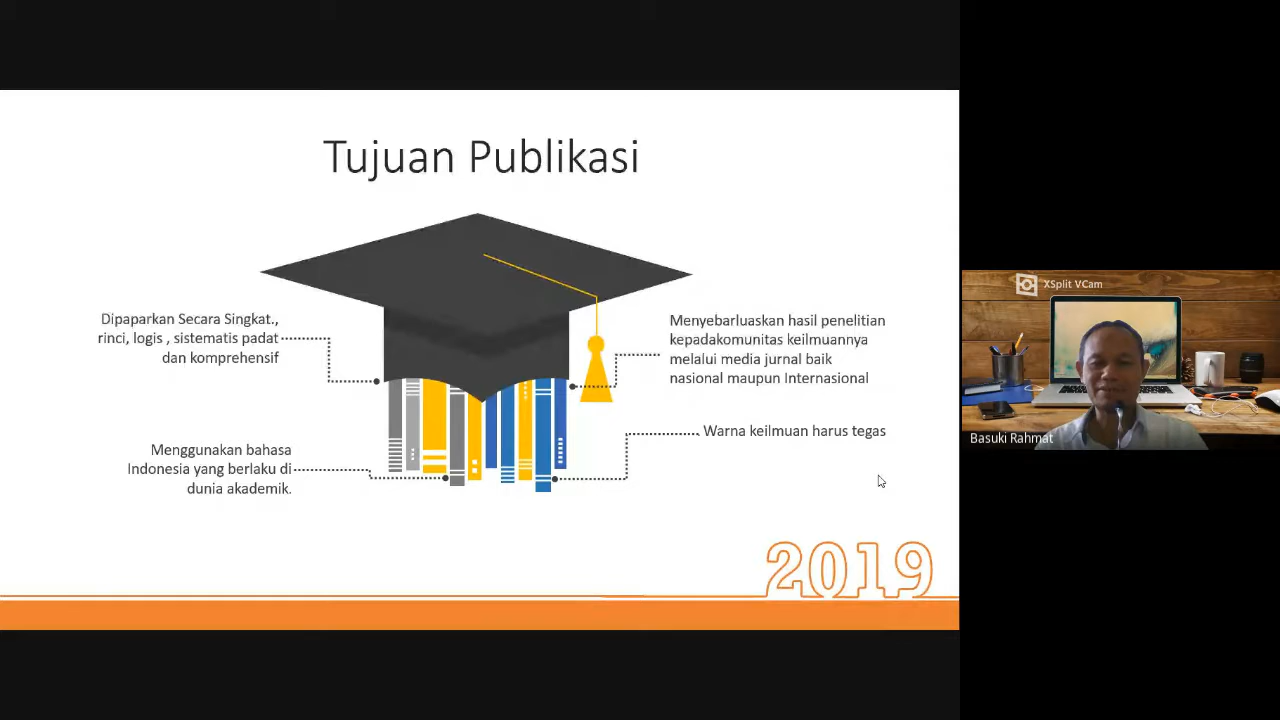 Tujuan Publikasi
Dipaparkan Secara Singkat.,
rinci, logis , sistematis padat
dan komprehensif
Menyebarluaskan hasil penelitian
kepadakomunitas keilmuannya
melalui media jurnal baik
nasional maupun Internasional
Menggunakan bahasa
Indonesia yang berlaku di
dunia akademik.
Warna keilmuan harus tegas
2019
XSplit VCam
Basuki Rahmat